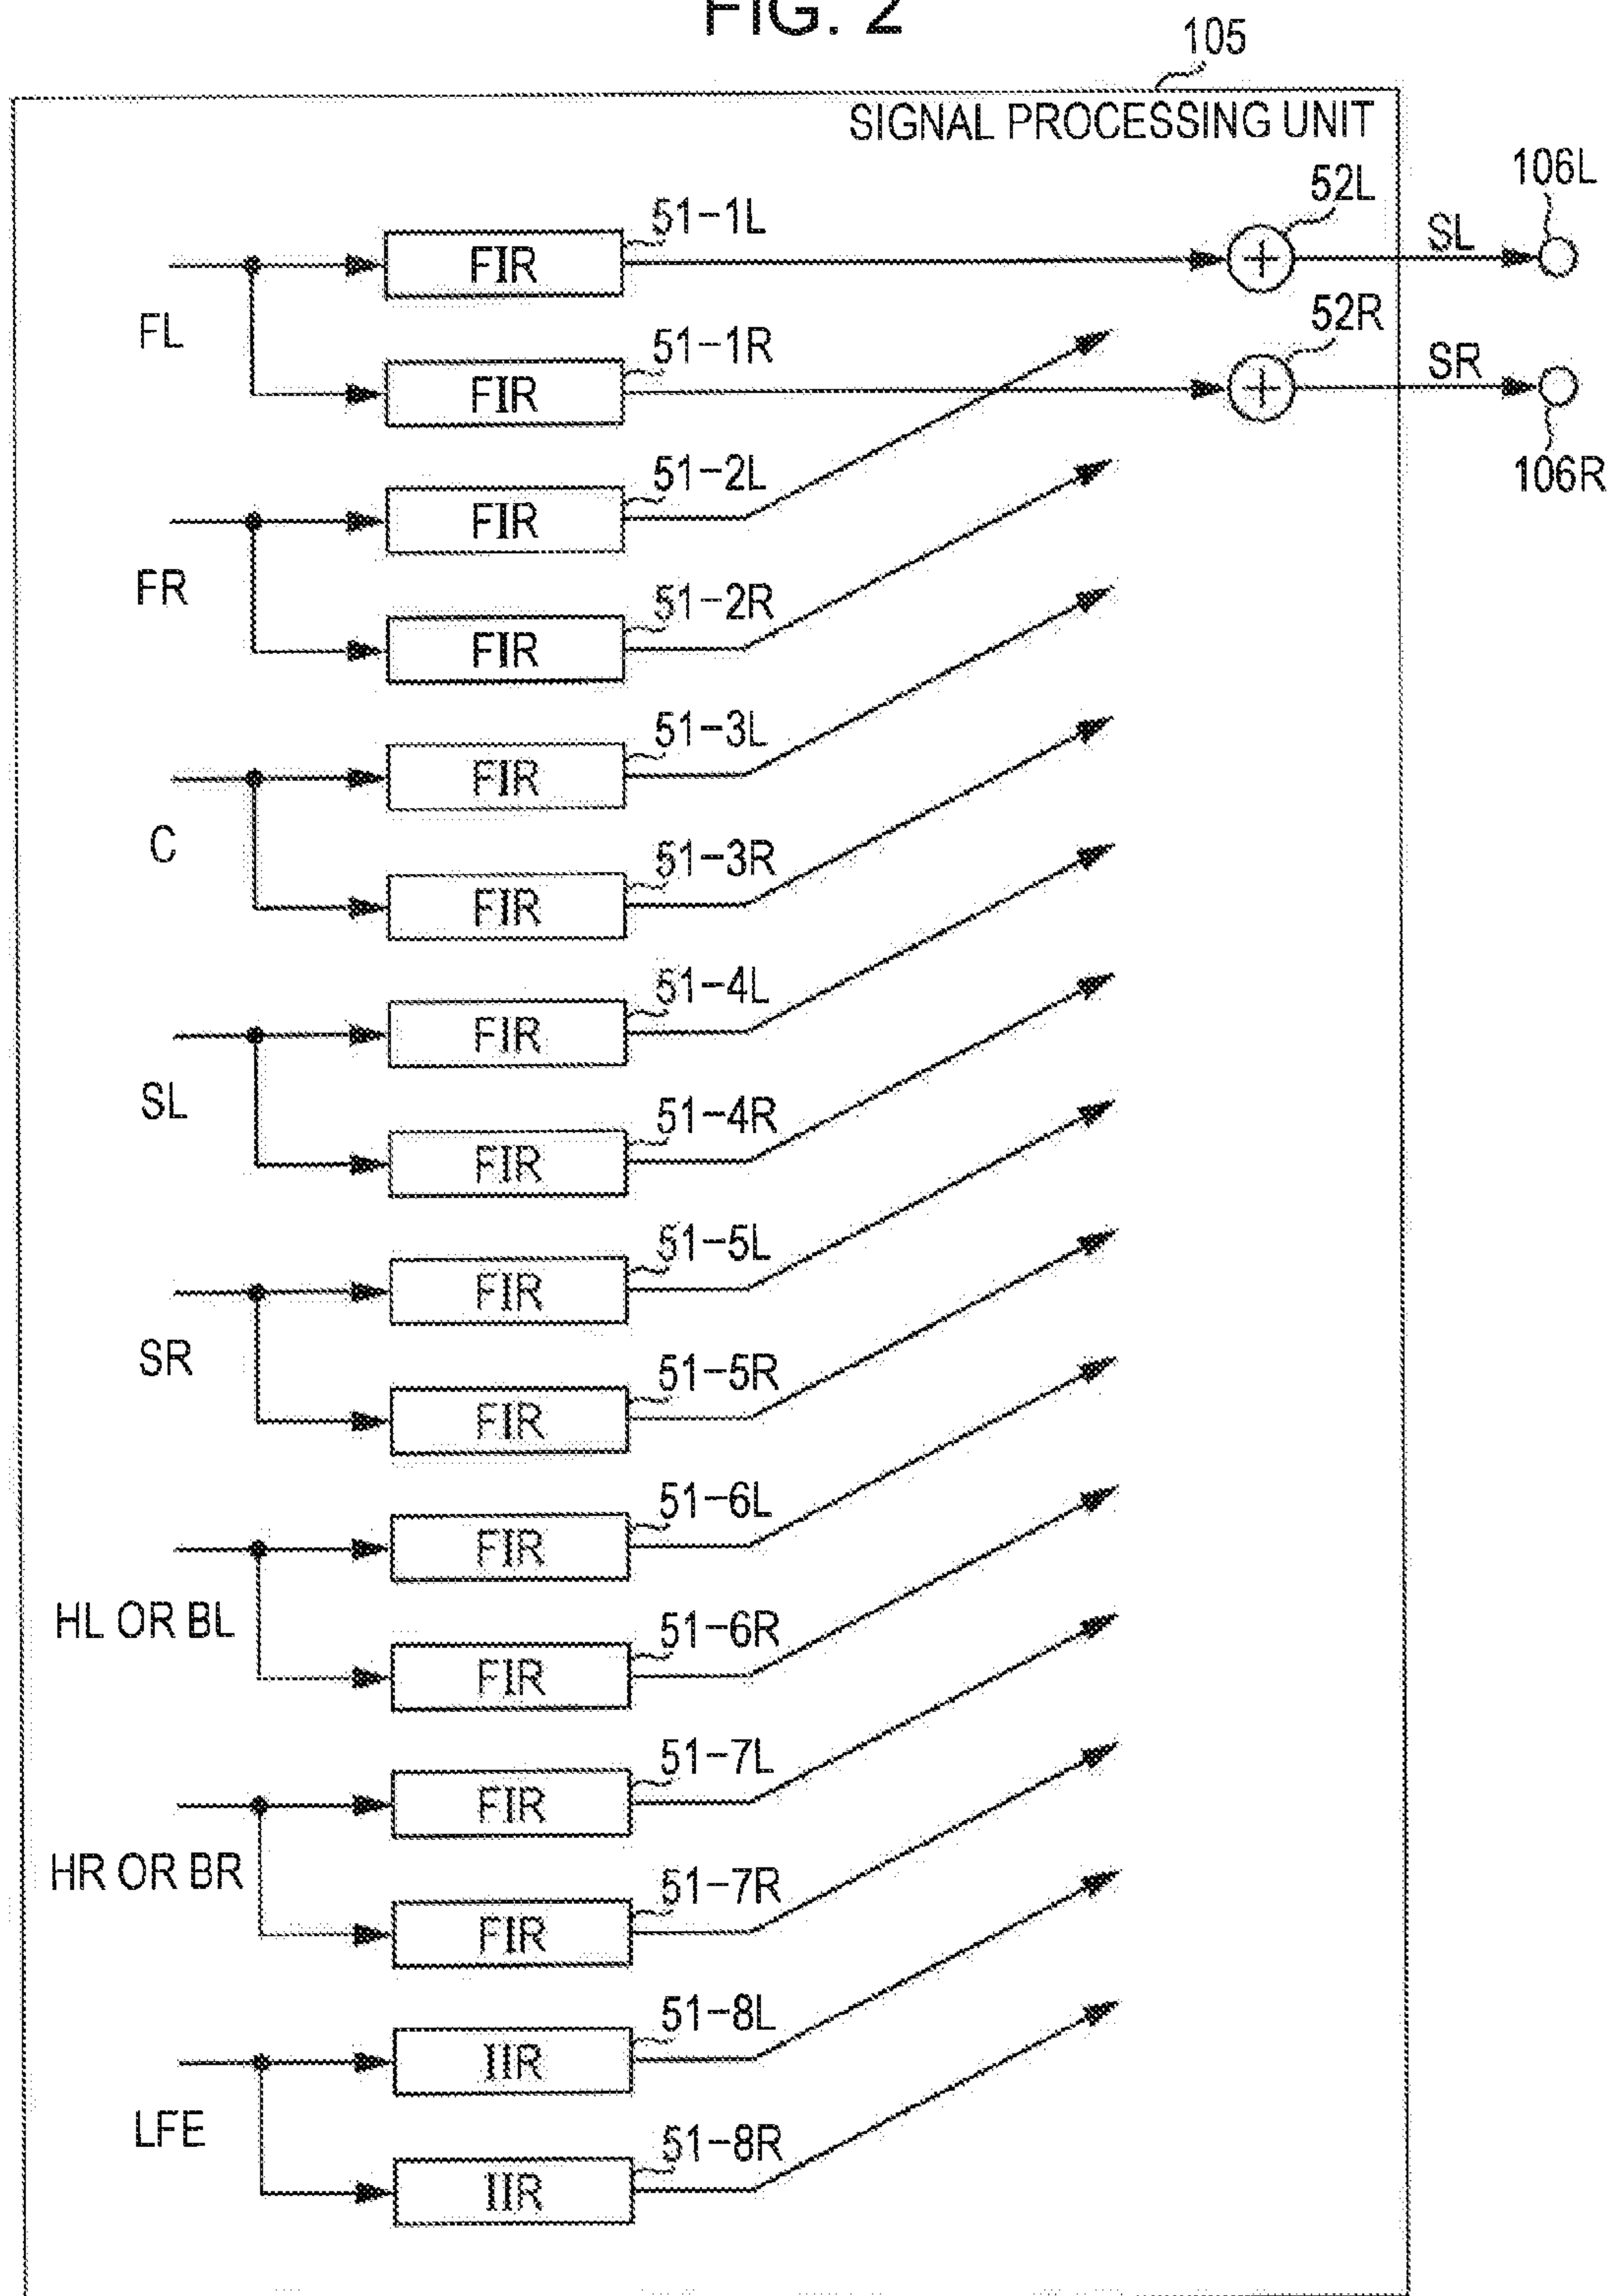 FIG. 2
105
SIGNAL PROCESSING UNIT
106L
52L
51-1L
SL
FIR
FL
52R
51-1R
SR
FIR
106R
51-2L
FIR
FR
51-2R
FIR
51-3L
FIR
C
51-3R
FIR
51-4L
FIR
SL
51-4R
FIR
51-5L
FIR
SR
51-5R
FIR
51-6L
FIR
HL OR BL
51-6R
FIR
51-7L
FIR
HR OR BR
51-7R
FIR
51-8L
IIR
LFE
51-8R
IIR